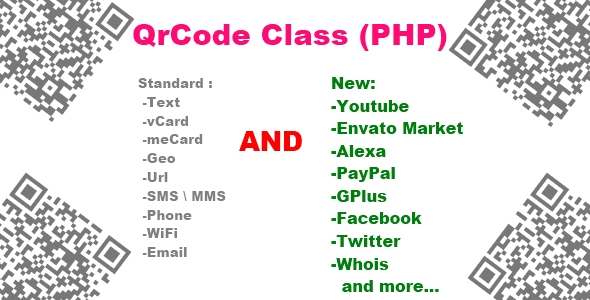 QrCode Class (PHP)
Standard :
-Text
-vCard
-meCard
-Geo
-Url
-SMS \ MMS
-Phone
-WiFi
-Email
AND
New:
-Youtube
-Envato Market
-Alexa
-PayPal
-GPlus
-Facebook
-Twitter
-Whois
and more...